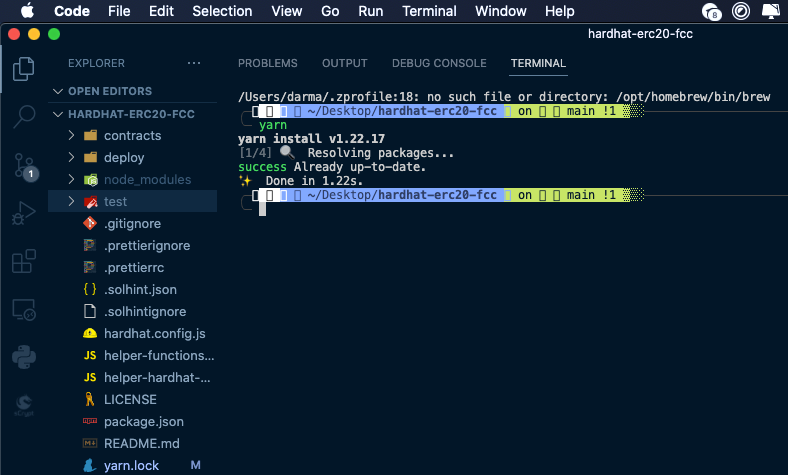 Code File Edit Selection View Go Run Terminal Window Help 8
hardhat-erc20-fcc
EXPLORER ...
OPEN EDITORS
HARDHAT-ERC20-FCC
contracts
deploy
node_modules
test
.gitignore
.prettierignore
.prettierrc
{} .solhint.json
.solhintignore
hardhat.config.js
JS helper-functions...
JS helper-hardhat-...
LICENSE
package.json
README.md
yarn.lock M
1
PROBLEMS OUTPUT DEBUG CONSOLE TERMINAL
/Users/darma/.zprofile:18: no such file or directory: /opt/homebrew/bin/brew
~/Desktop/hardhat-erc20-fcc on main !1
yarn
yarn install v1.22.17
[1/4] 🔍 Resolving packages...
success Already up-to-date.
✨ Done in 1.22s.
~/Desktop/hardhat-erc20-fcc on main !1